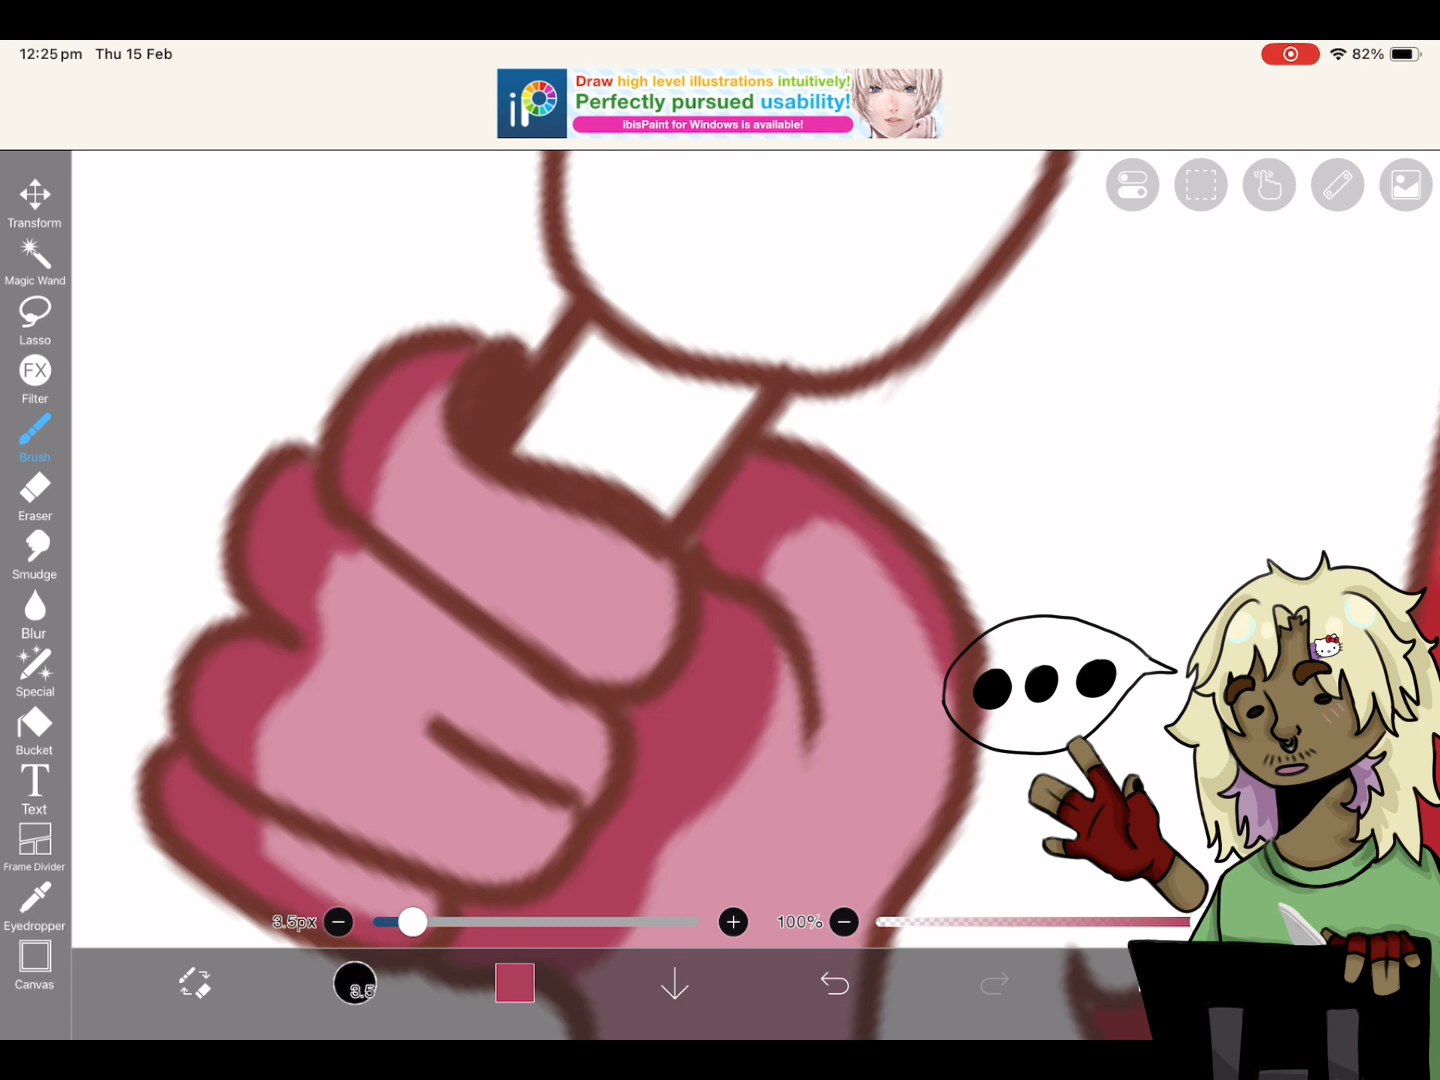 12:25 pm Thu 15 Feb
82%
iP
Draw high level illustrations intuitively!
Perfectly pursued usability!
ibisPaint for Windows is available!
Transform
Magic Wand
Lasso
FX
Filter
Brush
Eraser
Smudge
Blur
Special
Bucket
T
Text
Frame Divider
Eyedropper
Canvas
3.5px
100%
3.5